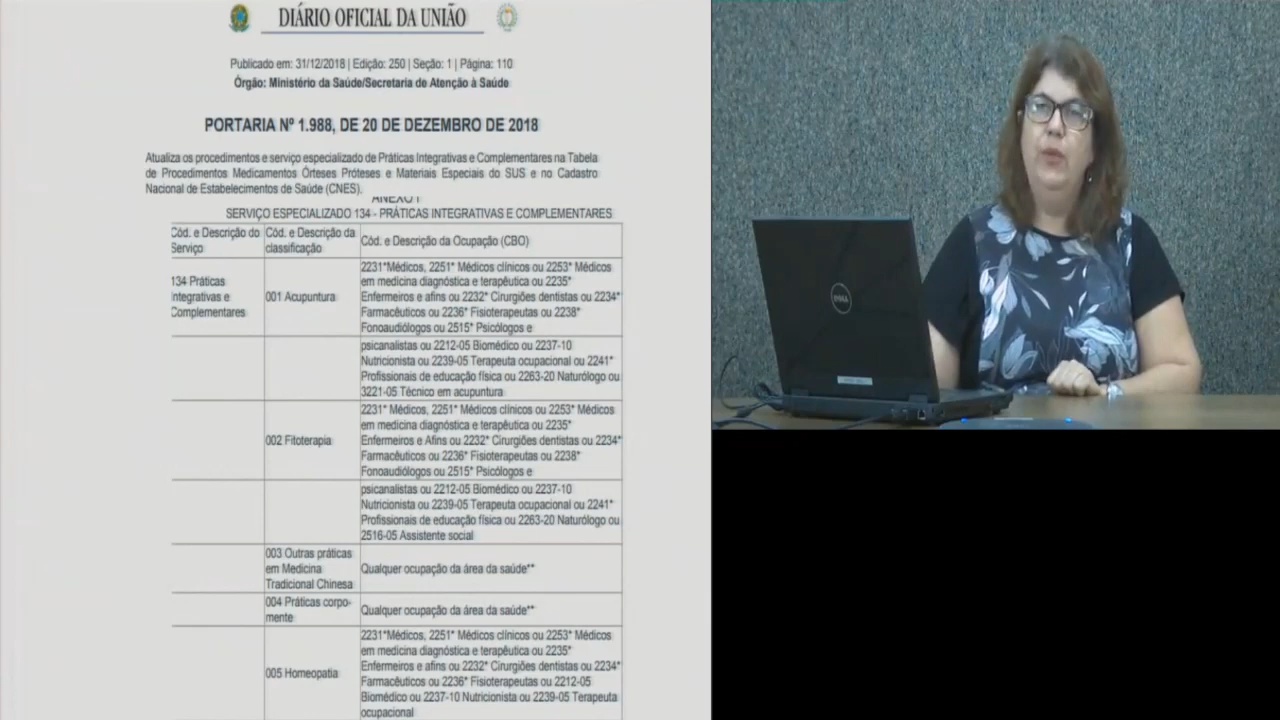 DIÁRIO OFICIAL DA UNIÃO
Publicado em: 31/12/2018 | Edição: 250 | Seção: 1 | Página: 110
Órgão: Ministério da Saúde/Secretaria de Atenção à Saúde
PORTARIA Nº 1.988, DE 20 DE DEZEMBRO DE 2018
Atualiza os procedimentos e serviço especializado de Práticas Integrativas e Complementares na Tabela
de Procedimentos Medicamentos Órteses Próteses e Materiais Especiais do SUS e no Cadastro
Nacional de Estabelecimentos de Saúde (CNES).
ANEXO I
SERVIÇO ESPECIALIZADO 134 - PRÁTICAS INTEGRATIVAS E COMPLEMENTARES
Cód. e Descrição do
Serviço
Cód. e Descrição da
classificação
Cód. e Descrição da Ocupação (CBO)
134 Práticas
Integrativas e
Complementares
001 Acupuntura
2231*Médicos, 2251* Médicos clínicos ou 2253* Médicos
em medicina diagnóstica e terapêutica ou 2235*
Enfermeiros e afins ou 2232* Cirurgiões dentistas ou 2234*
Farmacêuticos ou 2236* Fisioterapeutas ou 2238*
Fonoaudiólogos ou 2515* Psicólogos e
psicanalistas ou 2212-05 Biomédico ou 2237-10
Nutricionista ou 2239-05 Terapeuta ocupacional ou 2241*
Profissionais de educação física ou 2263-20 Naturólogo ou
3221-05 Técnico em acupuntura
002 Fitoterapia
2231* Médicos, 2251* Médicos clínicos ou 2253* Médicos
em medicina diagnóstica e terapêutica ou 2235*
Enfermeiros e Afins ou 2232* Cirurgiões dentistas ou 2234*
Farmacêuticos ou 2236* Fisioterapeutas ou 2238*
Fonoaudiólogos ou 2515* Psicólogos e
psicanalistas ou 2212-05 Biomédico ou 2237-10
Nutricionista ou 2239-05 Terapeuta ocupacional ou 2241*
Profissionais de educação física ou 2263-20 Naturólogo ou
2516-05 Assistente social
003 Outras práticas
em Medicina
Tradicional Chinesa
Qualquer ocupação da área da saúde**
004 Práticas corpo-
mente
Qualquer ocupação da área da saúde**
005 Homeopatia
2231*Médicos, 2251* Médicos clínicos ou 2253* Médicos
em medicina diagnóstica e terapêutica ou 2235*
Enfermeiros e afins ou 2232* Cirurgiões dentistas ou 2234*
Farmacêuticos ou 2236* Fisioterapeutas ou 2212-05
Biomédico ou 2237-10 Nutricionista ou 2239-05 Terapeuta
ocupacional
DELL